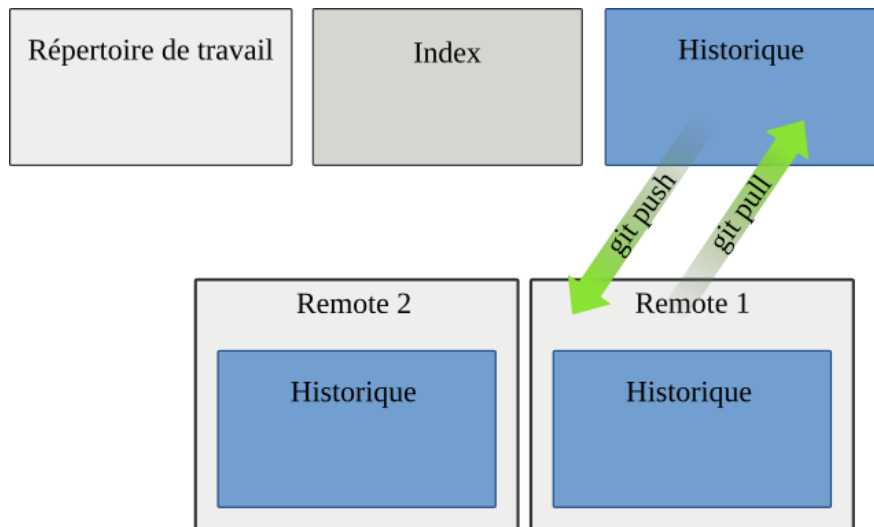 Répertoire de travail
Index
Historique
git push
git pull
Remote 2
Remote 1
Historique
Historique